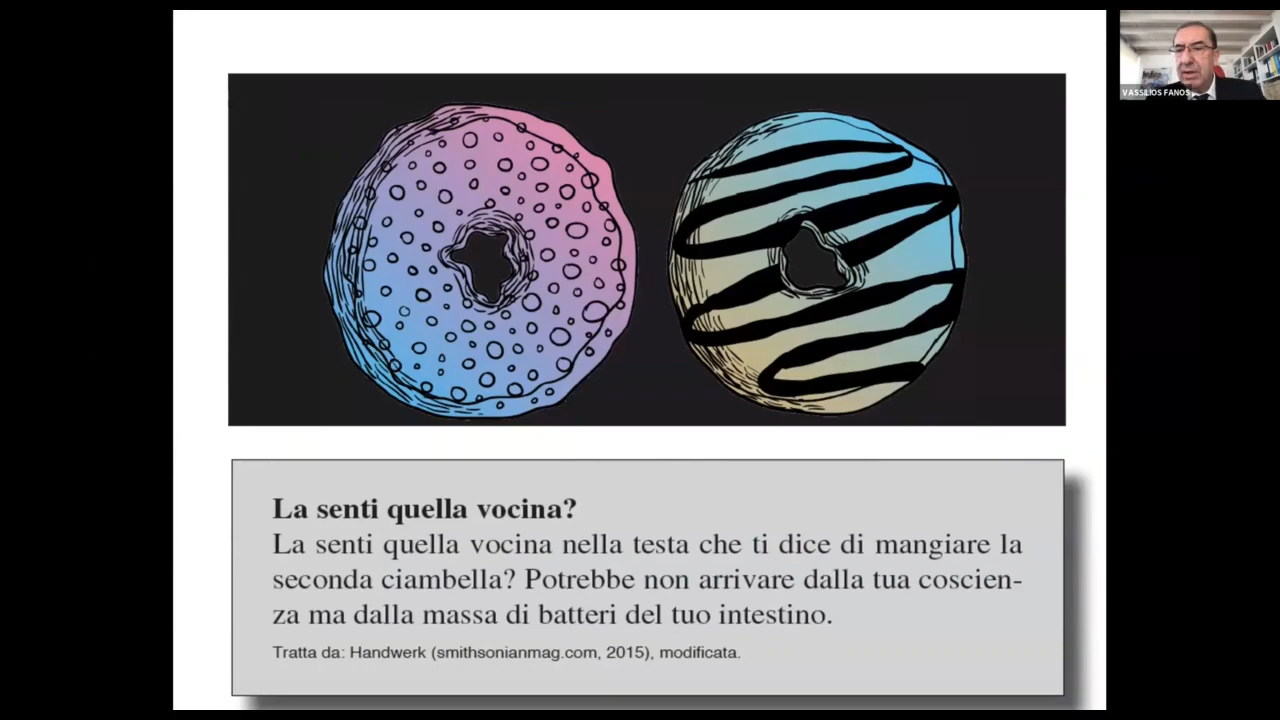 VASSILIOS FANOS
La senti quella vocina?
La senti quella vocina nella testa che ti dice di mangiare la
seconda ciambella? Potrebbe non arrivare dalla tua coscien-
za ma dalla massa di batteri del tuo intestino.
Tratta da: Handwerk (smithsonianmag.com, 2015), modificata.